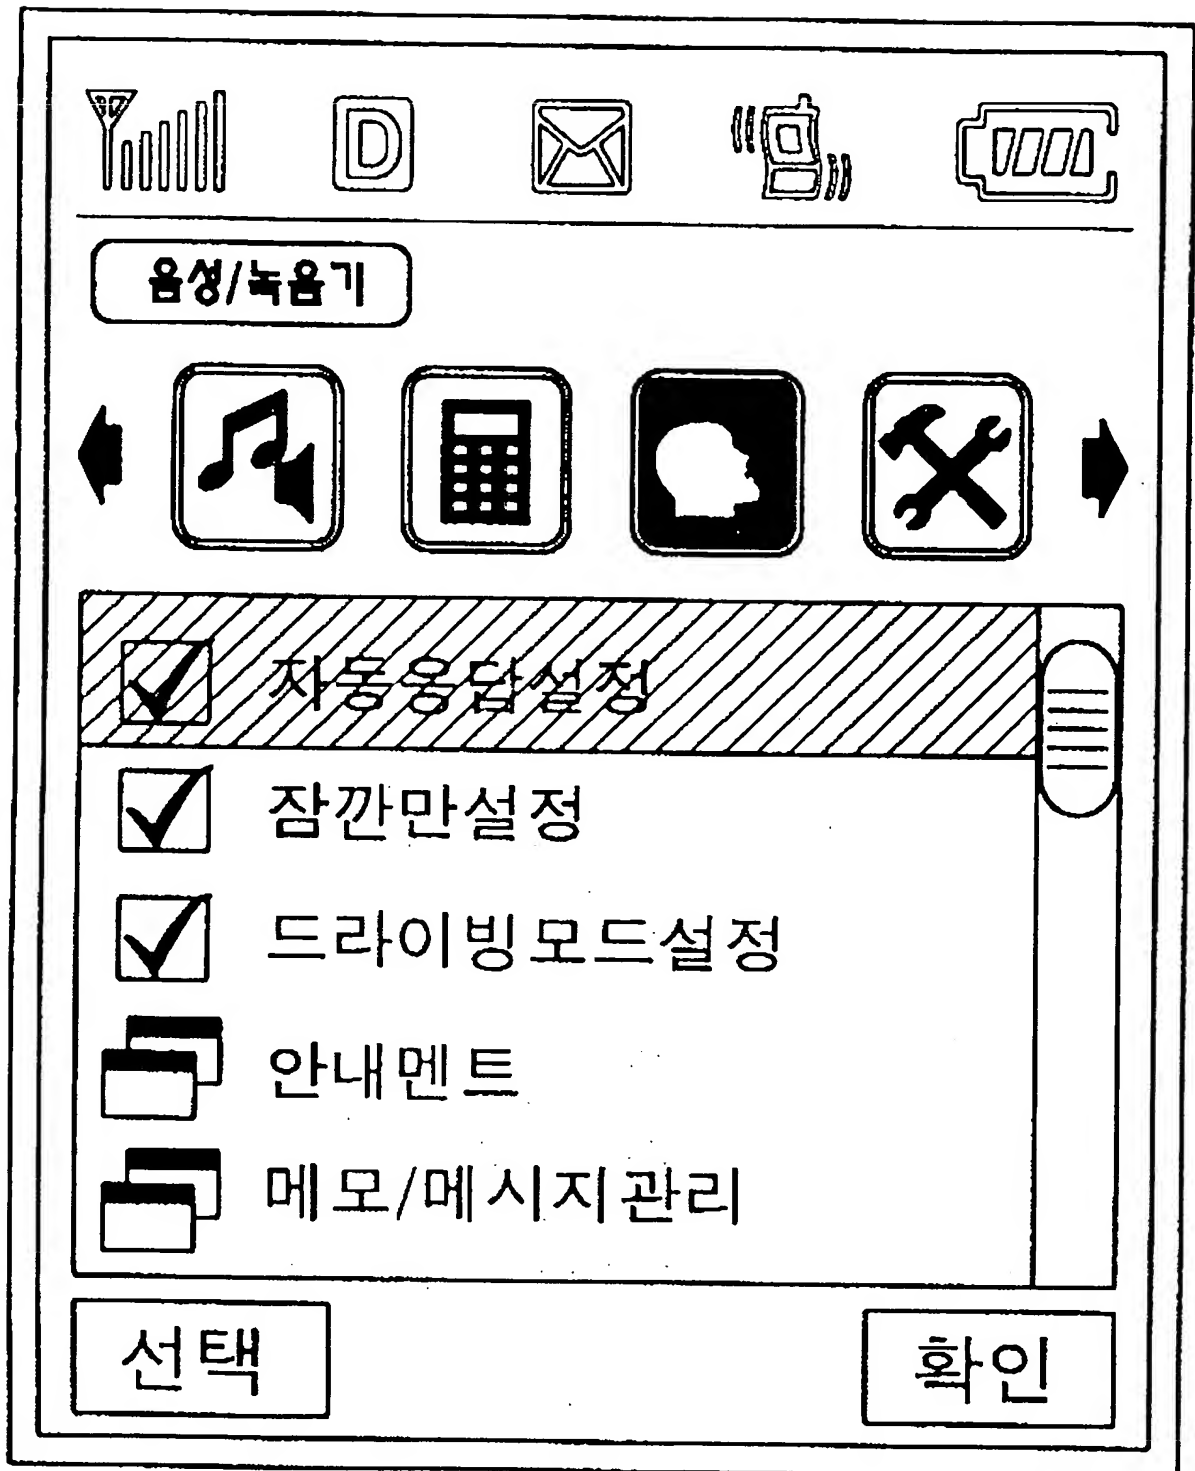 D
음성/녹음기
자동응답설정
잠깐만설정
드라이빙모드설정
안내멘트
메모/메시지관리
선택
확인